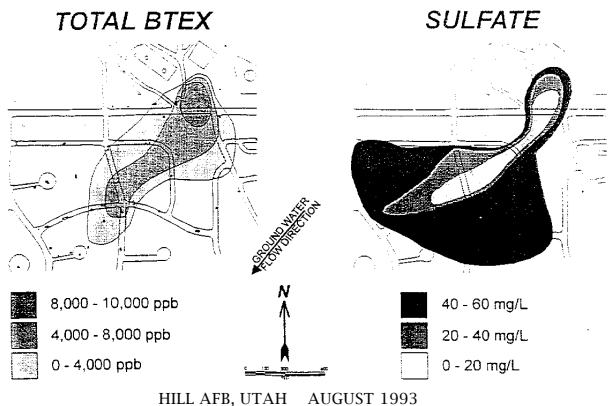 TOTAL BTEX
SULFATE
GROUND WATER
FLOW DIRECTION
8,000 - 10,000 ppb
4,000 - 8,000 ppb
0 - 4,000 ppb
N
40 - 60 mg/L
20 - 40 mg/L
0 - 20 mg/L
HILL AFB, UTAH AUGUST 1993